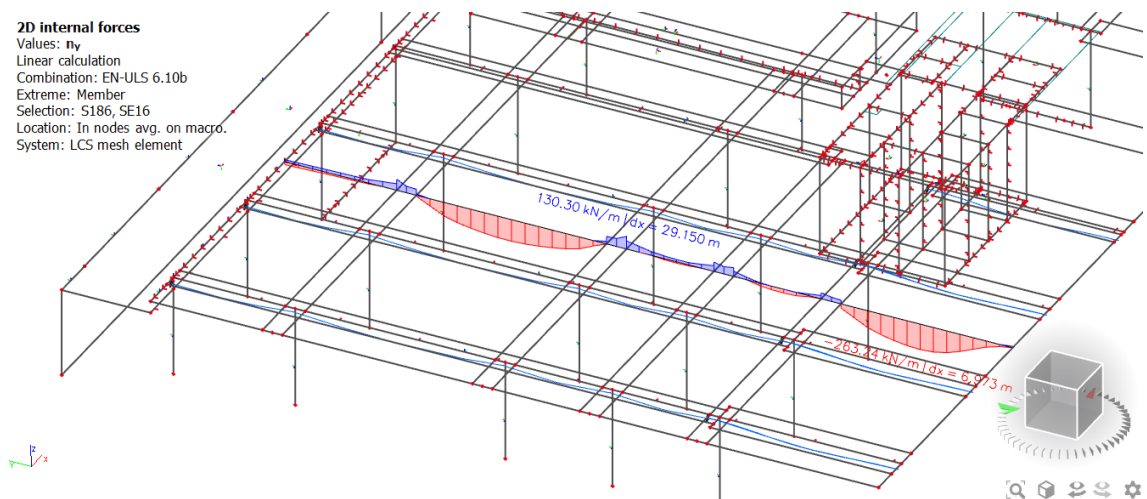 2D internal forces
Values: ny
Linear calculation
Combination: EN-ULS 6.10b
Extreme: Member
Selection: S186, SE16
Location: In nodes avg. on macro.
System: LCS mesh element
130.30 kN/m | dx = 29.150 m
-263.24 kN/m | dx = 6.973 m
z
Y
x